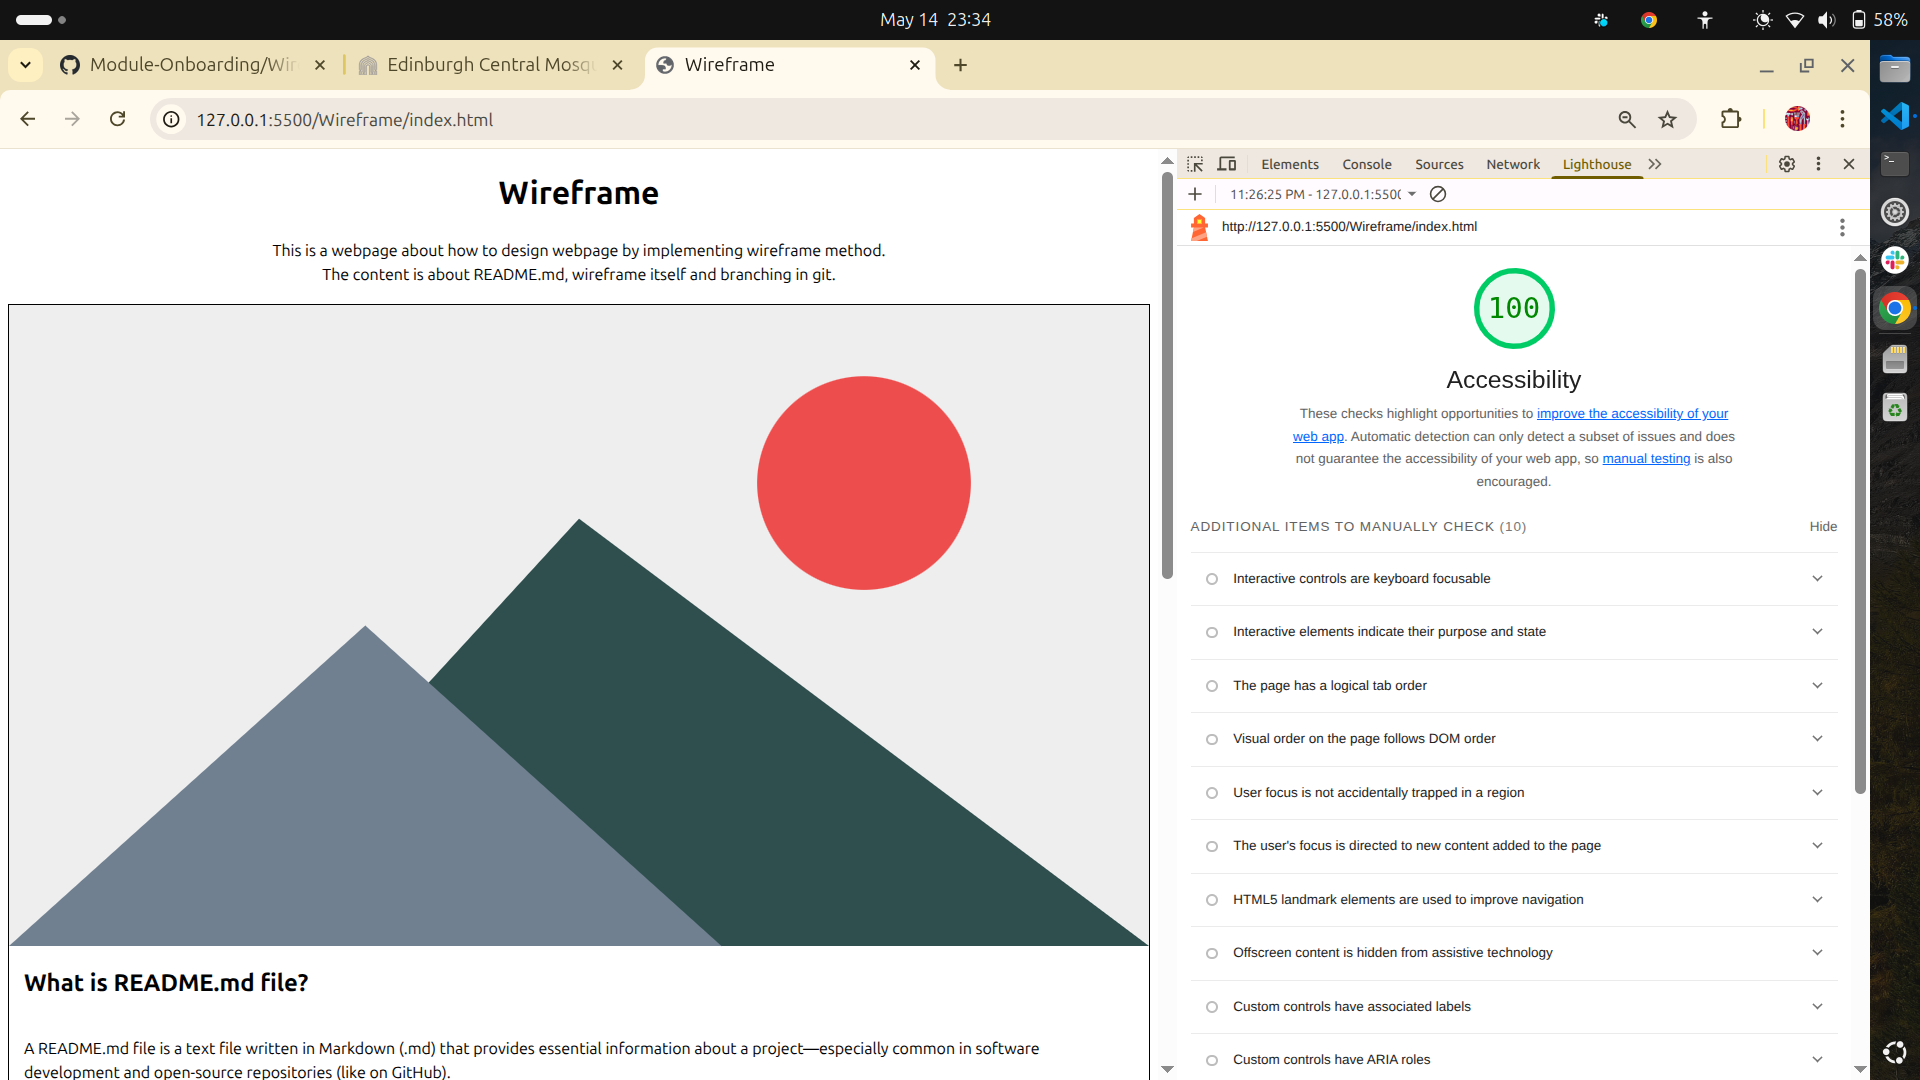 May 14  23:34
58%
Module-Onboarding/Wir
Edinburgh Central Mosq
Wireframe
127.0.0.1:5500/Wireframe/index.html
Wireframe
This is a webpage about how to design webpage by implementing wireframe method.
The content is about README.md, wireframe itself and branching in git.
What is README.md file?
A README.md file is a text file written in Markdown (.md) that provides essential information about a project—especially common in software
development and open-source repositories (like on GitHub).
Elements
Console
Sources
Network
Lighthouse
11:26:25 PM - 127.0.0.1:5500
http://127.0.0.1:5500/Wireframe/index.html
100
Accessibility
These checks highlight opportunities to improve the accessibility of your
web app. Automatic detection can only detect a subset of issues and does
not guarantee the accessibility of your web app, so manual testing is also
encouraged.
ADDITIONAL ITEMS TO MANUALLY CHECK (10)
Hide
Interactive controls are keyboard focusable
Interactive elements indicate their purpose and state
The page has a logical tab order
Visual order on the page follows DOM order
User focus is not accidentally trapped in a region
The user's focus is directed to new content added to the page
HTML5 landmark elements are used to improve navigation
Offscreen content is hidden from assistive technology
Custom controls have associated labels
Custom controls have ARIA roles